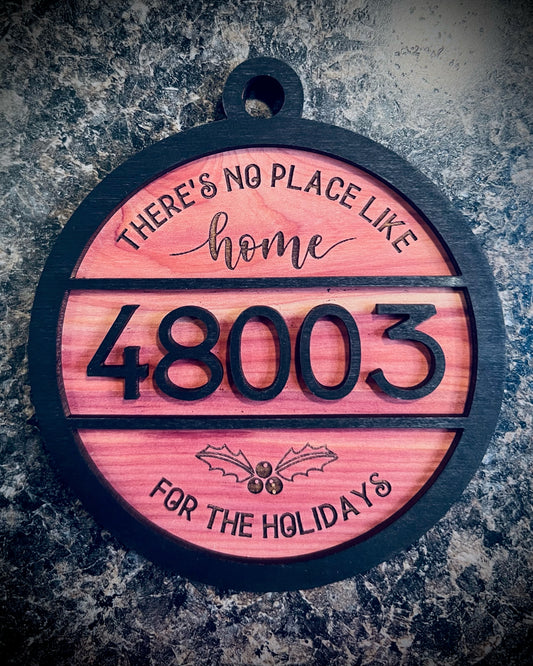 THERE'S NO PLACE LIKE
home
48003
FOR THE HOLIDAYS